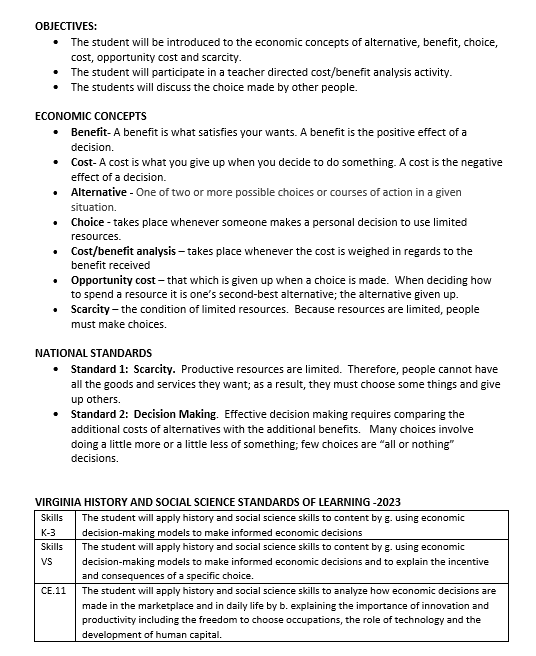 OBJECTIVES:
• The student will be introduced to the economic concepts of alternative, benefit, choice,
cost, opportunity cost and scarcity.
• The student will participate in a teacher directed cost/benefit analysis activity.
• The students will discuss the choice made by other people.
ECONOMIC CONCEPTS
• Benefit- A benefit is what satisfies your wants. A benefit is the positive effect of a
decision.
• Cost- A cost is what you give up when you decide to do something. A cost is the negative
effect of a decision.
• Alternative - One of two or more possible choices or courses of action in a given
situation.
• Choice - takes place whenever someone makes a personal decision to use limited
resources.
• Cost/benefit analysis – takes place whenever the cost is weighed in regards to the
benefit received
• Opportunity cost – that which is given up when a choice is made. When deciding how
to spend a resource it is one's second-best alternative; the alternative given up.
• Scarcity – the condition of limited resources. Because resources are limited, people
must make choices.
NATIONAL STANDARDS
• Standard 1: Scarcity. Productive resources are limited. Therefore, people cannot have
all the goods and services they want; as a result, they must choose some things and give
up others.
• Standard 2: Decision Making. Effective decision making requires comparing the
additional costs of alternatives with the additional benefits. Many choices involve
doing a little more or a little less of something; few choices are "all or nothing"
decisions.
VIRGINIA HISTORY AND SOCIAL SCIENCE STANDARDS OF LEARNING -2023
Skills The student will apply history and social science skills to content by g. using economic
K-3 decision-making models to make informed economic decisions
Skills The student will apply history and social science skills to content by g. using economic
VS decision-making models to make informed economic decisions and to explain the incentive
and consequences of a specific choice.
CE.11 The student will apply history and social science skills to analyze how economic decisions are
made in the marketplace and in daily life by b. explaining the importance of innovation and
productivity including the freedom to choose occupations, the role of technology and the
development of human capital.